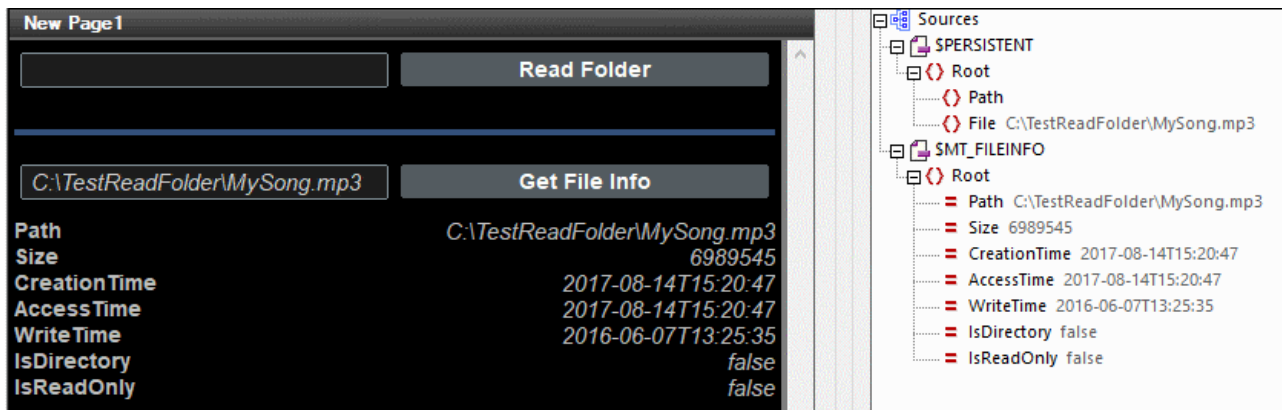 New Page1
Read Folder
C:\TestReadFolder\MySong.mp3 Get File Info
Path C:\TestReadFolder\MySong.mp3
Size 6989545
CreationTime 2017-08-14T15:20:47
AccessTime 2017-08-14T15:20:47
WriteTime 2016-06-07T13:25:35
IsDirectory false
IsReadOnly false
Sources
$PERSISTENT
Root
Path
File C:\TestReadFolder\MySong.mp3
$MT_FILEINFO
Root
Path C:\TestReadFolder\MySong.mp3
Size 6989545
CreationTime 2017-08-14T15:20:47
AccessTime 2017-08-14T15:20:47
WriteTime 2016-06-07T13:25:35
IsDirectory false
IsReadOnly false